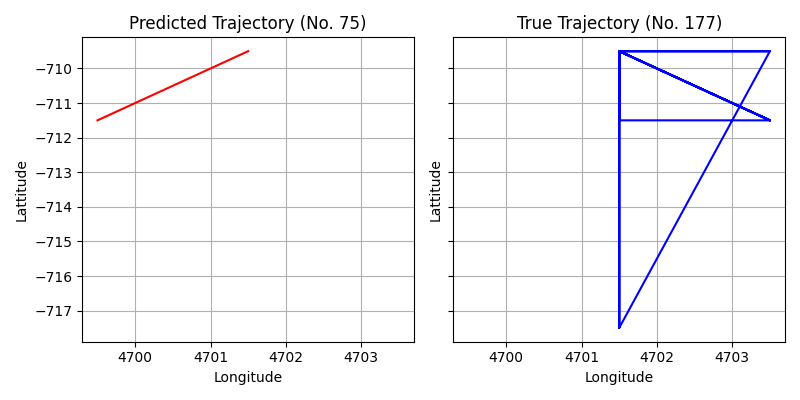 Predicted Trajectory (No. 75)
Lattitude
−710
−711
−712
−713
−714
−715
−716
−717
4700
4701
4702
4703
Longitude
True Trajectory (No. 177)
Lattitude
4700
4701
4702
4703
Longitude